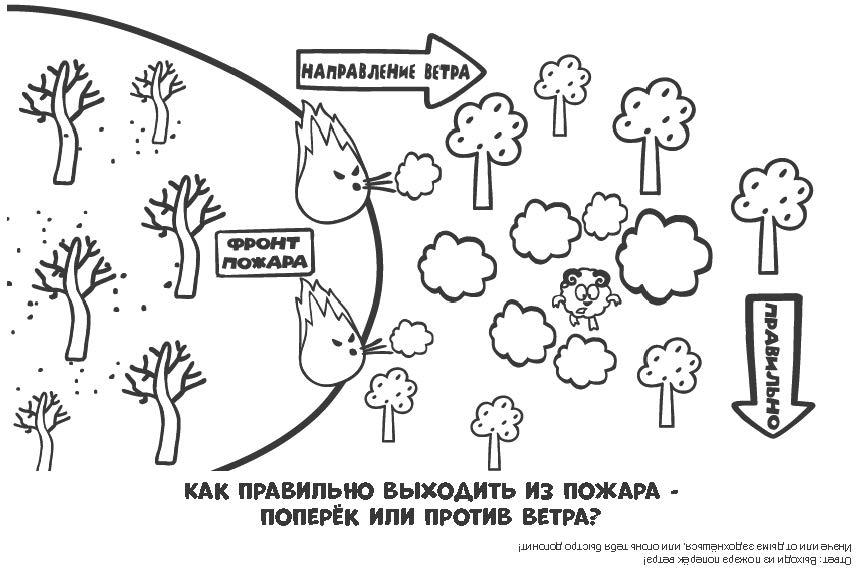 НАПРАВЛЕНИЕ ВЕТРА
ФРОНТ
ПОЖАРА
ПРАВИЛЬНО
КАК ПРАВИЛЬНО ВЫХОДИТЬ ИЗ ПОЖАРА -
ПОПЕРЁК ИЛИ ПРОТИВ ВЕТРА?
Ответ: Выходи из пожара поперёк ветра!
Иначе или от дыма задохнёшься, или огонь тебя быстро догонит!